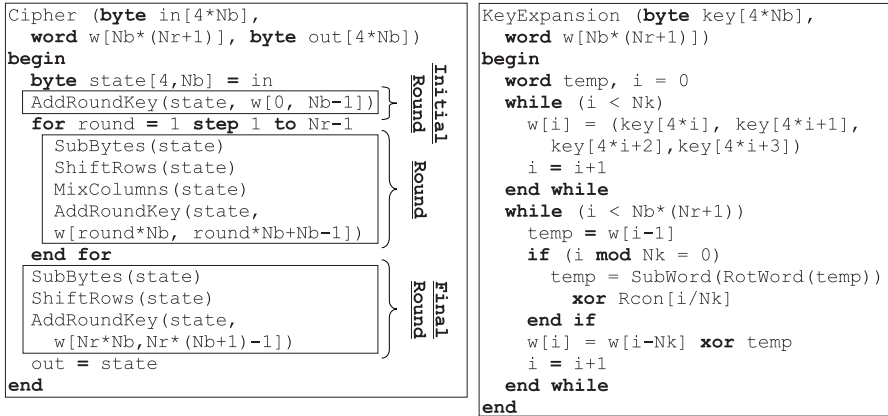 Cipher (byte in[4*Nb],
word w[Nb*(Nr+1)], byte out[4*Nb])
begin
byte state[4,Nb] = in
AddRoundKey(state, w[0, Nb-1])
for round = 1 step 1 to Nr-1
SubBytes(state)
ShiftRows(state)
MixColumns(state)
AddRoundKey(state,
w[round*Nb, round*Nb+Nb-1])
end for
SubBytes(state)
ShiftRows(state)
AddRoundKey(state,
w[Nr*Nb,Nr*(Nb+1)-1])
out = state
end
Initial
Round
Round
Final
Round
KeyExpansion (byte key[4*Nb],
word w[Nb*(Nr+1)])
begin
word temp, i = 0
while (i < Nk)
w[i] = (key[4*i], key[4*i+1],
key[4*i+2],key[4*i+3])
i = i+1
end while
while (i < Nb*(Nr+1))
temp = w[i-1]
if (i mod Nk = 0)
temp = SubWord(RotWord(temp))
xor Rcon[i/Nk]
end if
w[i] = w[i-Nk] xor temp
i = i+1
end while
end